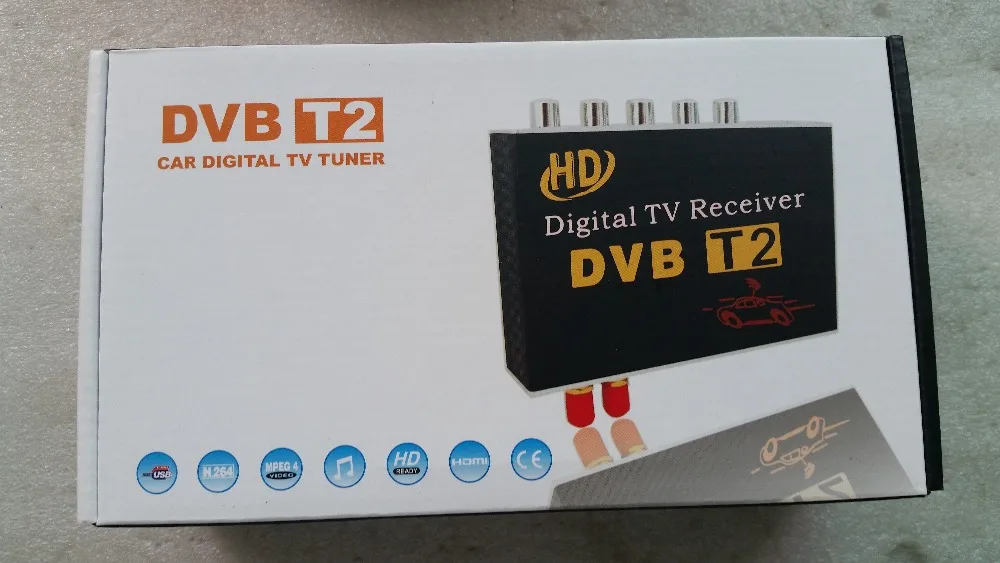 DVB T2
CAR DIGITAL TV TUNER
HD
Digital TV Receiver
DVB T2
USB
H.264
MPEG 4
VIDEO
HD
READY
HDMI
CE